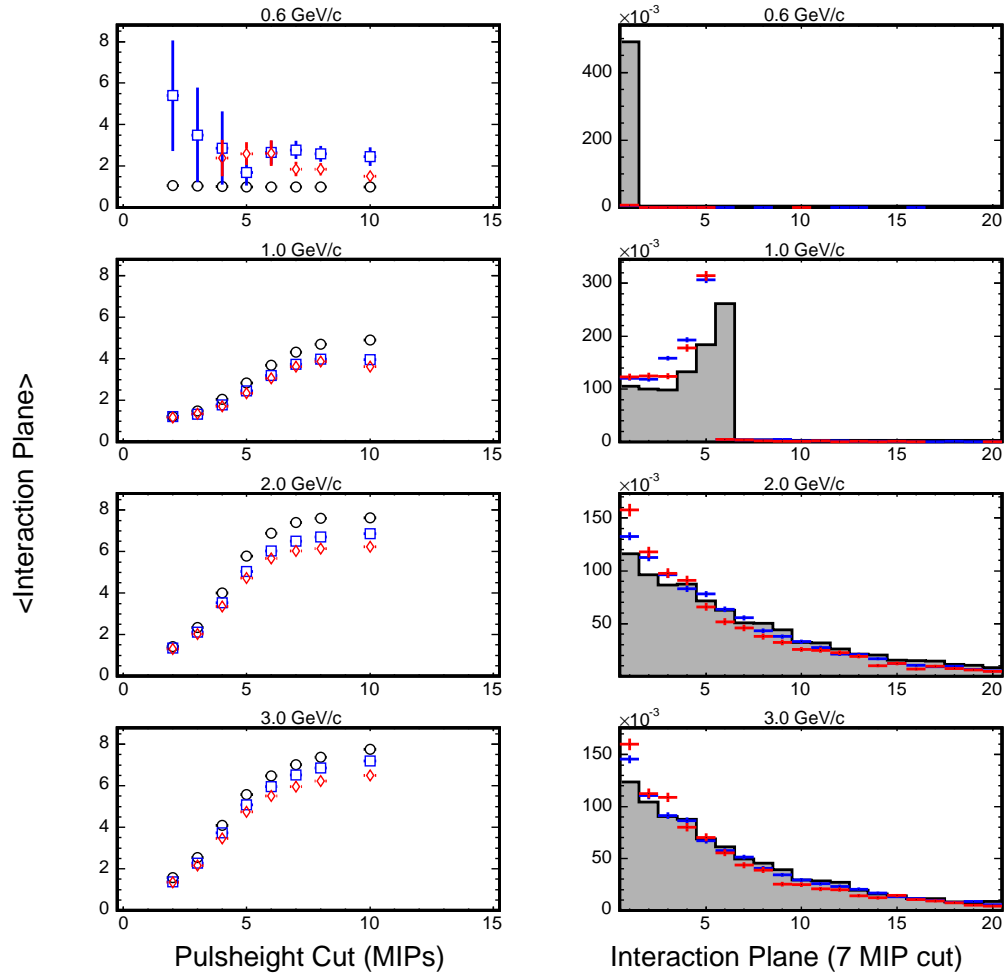 <Interaction Plane>
0.6 GeV/c
8
6
4
2
0
0 5 10 15
1.0 GeV/c
8
6
4
2
0
0 5 10 15
2.0 GeV/c
8
6
4
2
0
0 5 10 15
3.0 GeV/c
8
6
4
2
0
0 5 10 15
Pulsheight Cut (MIPs)
×10⁻³ 0.6 GeV/c
400
200
0
5 10 15 20
×10⁻³ 1.0 GeV/c
300
200
100
0
5 10 15 20
×10⁻³ 2.0 GeV/c
150
100
50
5 10 15 20
×10⁻³ 3.0 GeV/c
150
100
50
0
5 10 15 20
Interaction Plane (7 MIP cut)